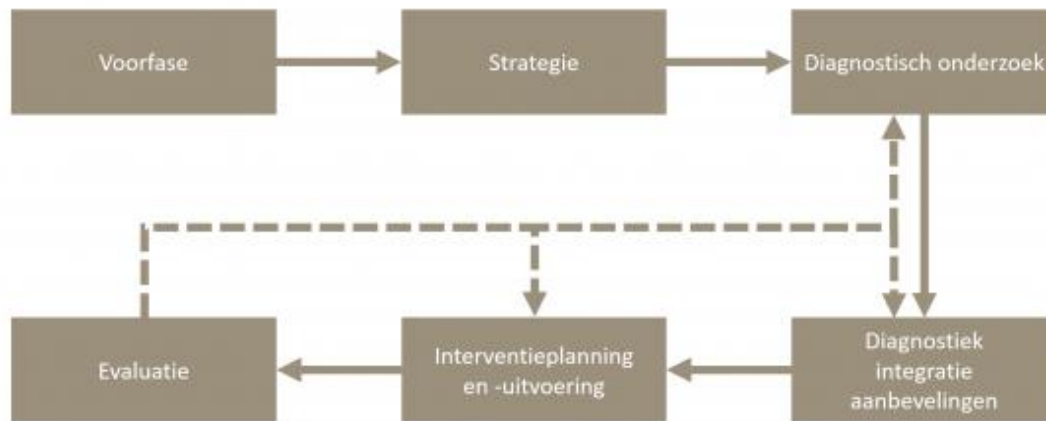 Voorfase
Strategie
Diagnostisch onderzoek
Evaluatie
Interventieplanning
en -uitvoering
Diagnostiek
integratie
aanbevelingen